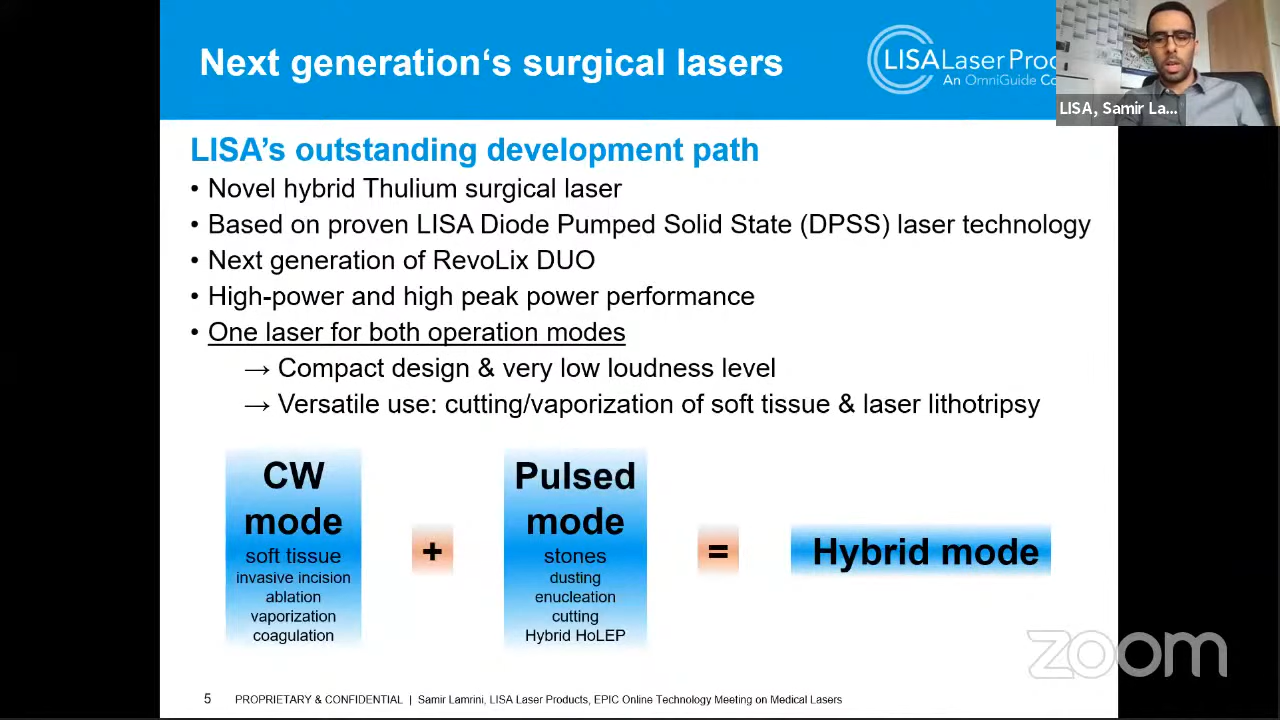 Next generation‘s surgical lasers
LISALaser Proc
An OmniGuide Co
LISA, Samir La...
LISA’s outstanding development path
• Novel hybrid Thulium surgical laser
• Based on proven LISA Diode Pumped Solid State (DPSS) laser technology
• Next generation of RevoLix DUO
• High-power and high peak power performance
• One laser for both operation modes
→ Compact design & very low loudness level
→ Versatile use: cutting/vaporization of soft tissue & laser lithotripsy
CW
mode
soft tissue
invasive incision
ablation
vaporization
coagulation
+
Pulsed
mode
stones
dusting
enucleation
cutting
Hybrid HoLEP
=
Hybrid mode
zoom
5 PROPRIETARY & CONFIDENTIAL | Samir Lamrini, LISA Laser Products, EPIC Online Technology Meeting on Medical Lasers